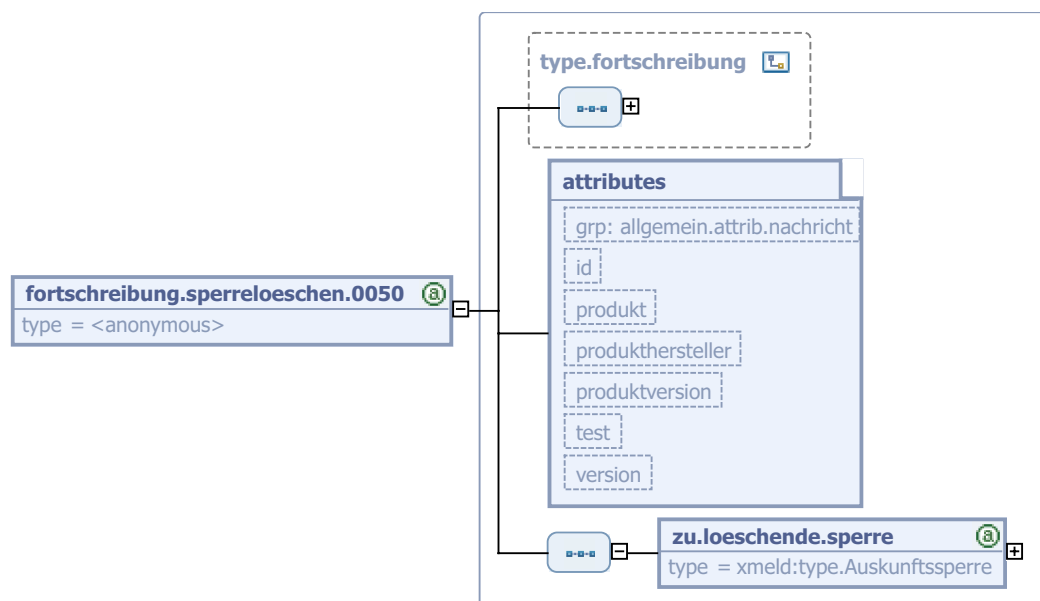 type.fortschreibung
attributes
grp: allgemein.attrib.nachricht
id
produkt
produkthersteller
produktversion
test
version
fortschreibung.sperreloeschen.0050 a
type = <anonymous>
zu.loeschende.sperre a
type = xmeld:type.Auskunftssperre